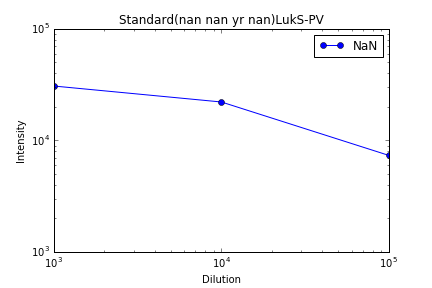 Standard(nan nan yr nan)LukS-PV
NaN
10^5
10^4
10^3
Intensity
10^3 10^4 10^5
Dilution